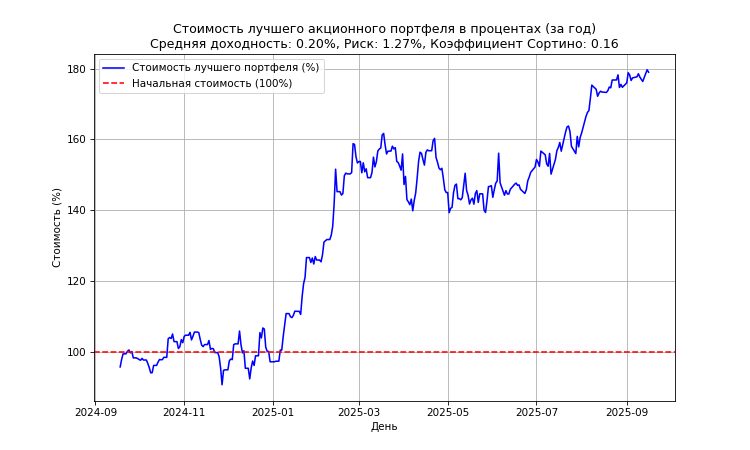 Стоимость лучшего акционного портфеля в процентах (за год)
Средняя доходность: 0.20%, Риск: 1.27%, Коэффициент Сортино: 0.16
Стоимость лучшего портфеля (%)
Начальная стоимость (100%)
Стоимость (%)
180
160
140
120
100
2024-09
2024-11
2025-01
2025-03
2025-05
2025-07
2025-09
День